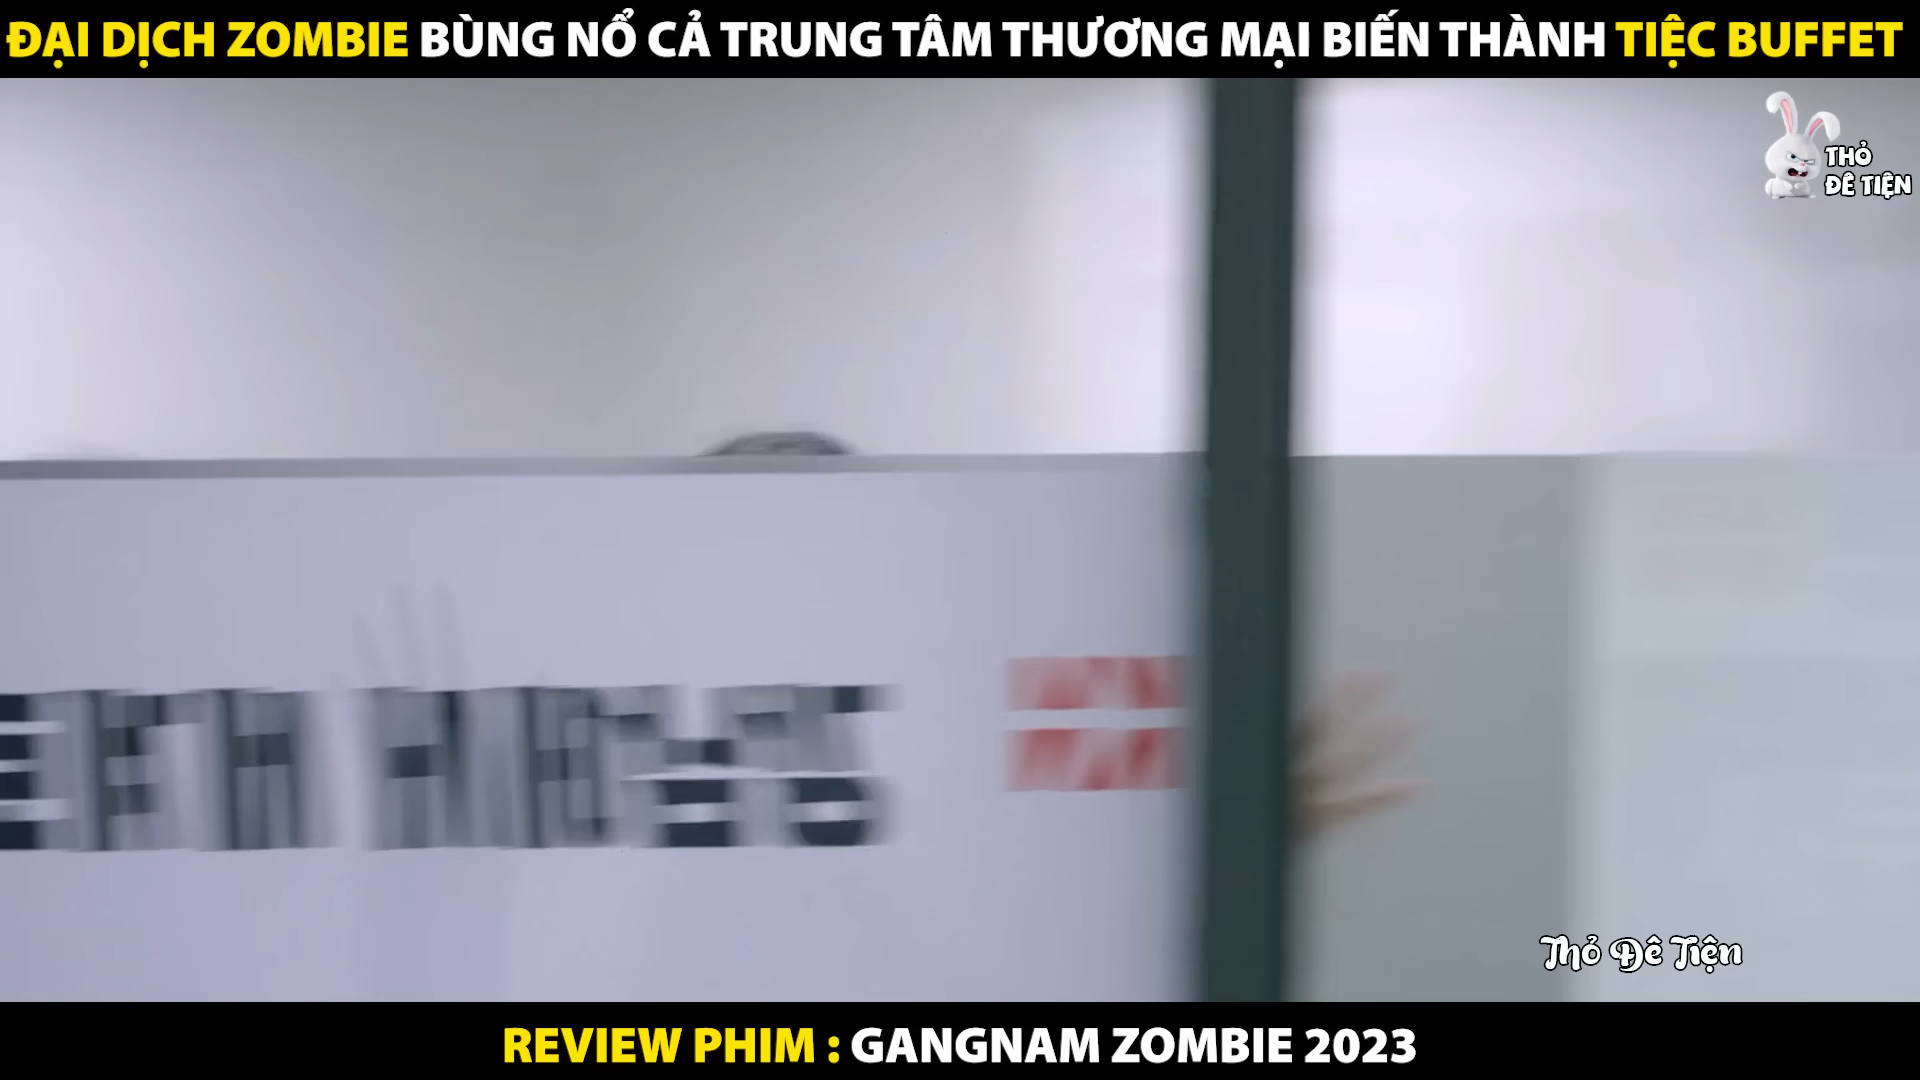 ĐẠI DỊCH ZOMBIE BÙNG NỔ CẢ TRUNG TÂM THƯƠNG MẠI BIẾN THÀNH TIỆC BUFFET
THỎ
ĐÊ TIỆN
Thỏ Đê Tiện
REVIEW PHIM : GANGNAM ZOMBIE 2023